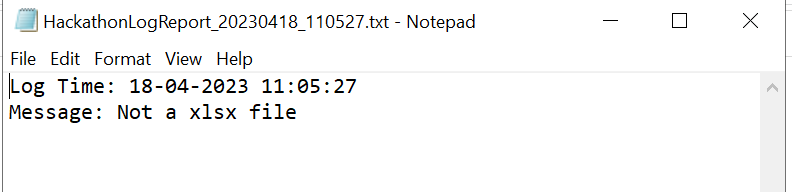 HackathonLogReport_20230418_110527.txt - Notepad
File Edit Format View Help
Log Time: 18-04-2023 11:05:27
Message: Not a xlsx file